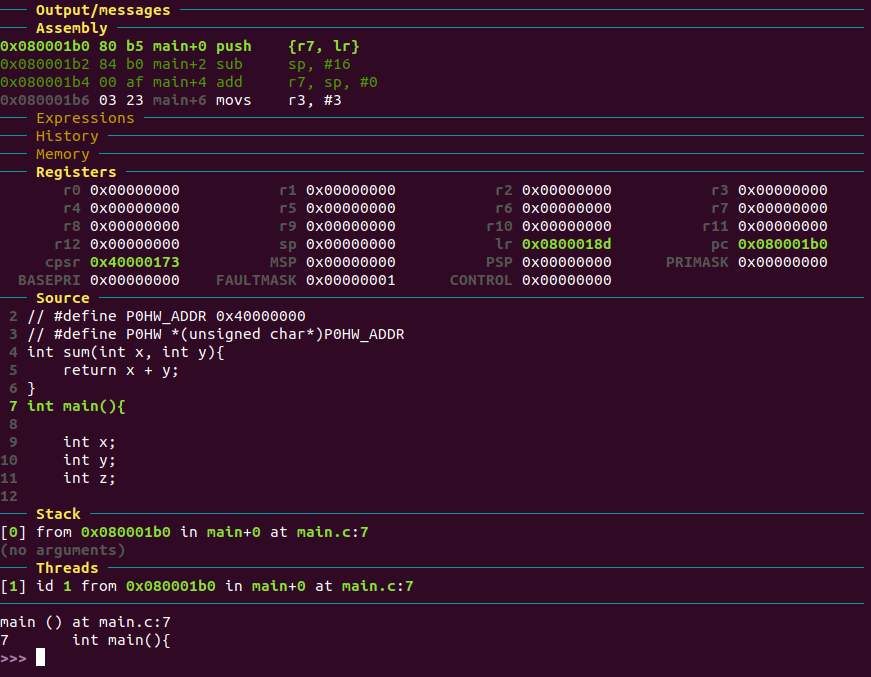 Output/messages
Assembly
0x080001b0 80 b5 main+0 push    {r7, lr}
0x080001b2 84 b0 main+2 sub     sp, #16
0x080001b4 00 af main+4 add     r7, sp, #0
0x080001b6 03 23 main+6 movs    r3, #3
Expressions
History
Memory
Registers
r0 0x00000000 r1 0x00000000 r2 0x00000000 r3 0x00000000
r4 0x00000000 r5 0x00000000 r6 0x00000000 r7 0x00000000
r8 0x00000000 r9 0x00000000 r10 0x00000000 r11 0x00000000
r12 0x00000000 sp 0x00000000 lr 0x0800018d pc 0x080001b0
cpsr 0x40000173 MSP 0x00000000 PSP 0x00000000 PRIMASK 0x00000000
BASEPRI 0x00000000 FAULTMASK 0x00000001 CONTROL 0x00000000
Source
2 // #define P0HW_ADDR 0x40000000
3 // #define P0HW *(unsigned char*)P0HW_ADDR
4 int sum(int x, int y){
5     return x + y;
6 }
7 int main(){
8
9     int x;
10     int y;
11     int z;
12
Stack
[0] from 0x080001b0 in main+0 at main.c:7
(no arguments)
Threads
[1] id 1 from 0x080001b0 in main+0 at main.c:7
main () at main.c:7
7       int main(){
>>>